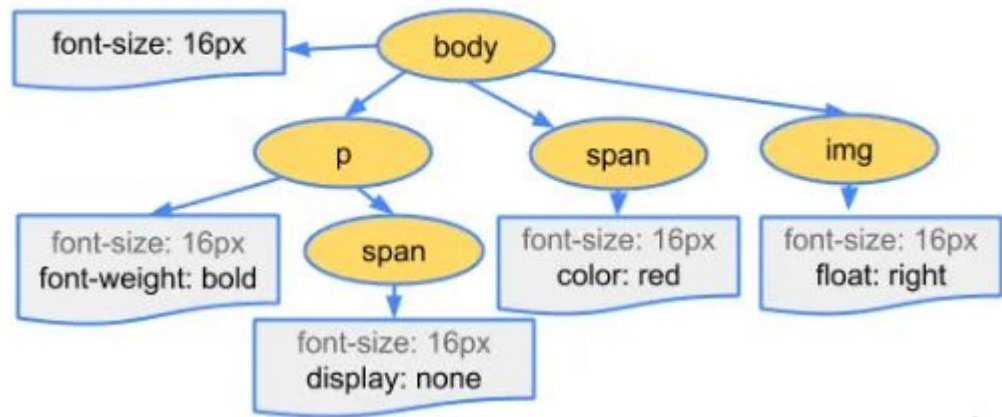 font-size: 16px
body
p
span
img
font-size: 16px
font-weight: bold
span
font-size: 16px
color: red
font-size: 16px
float: right
font-size: 16px
display: none